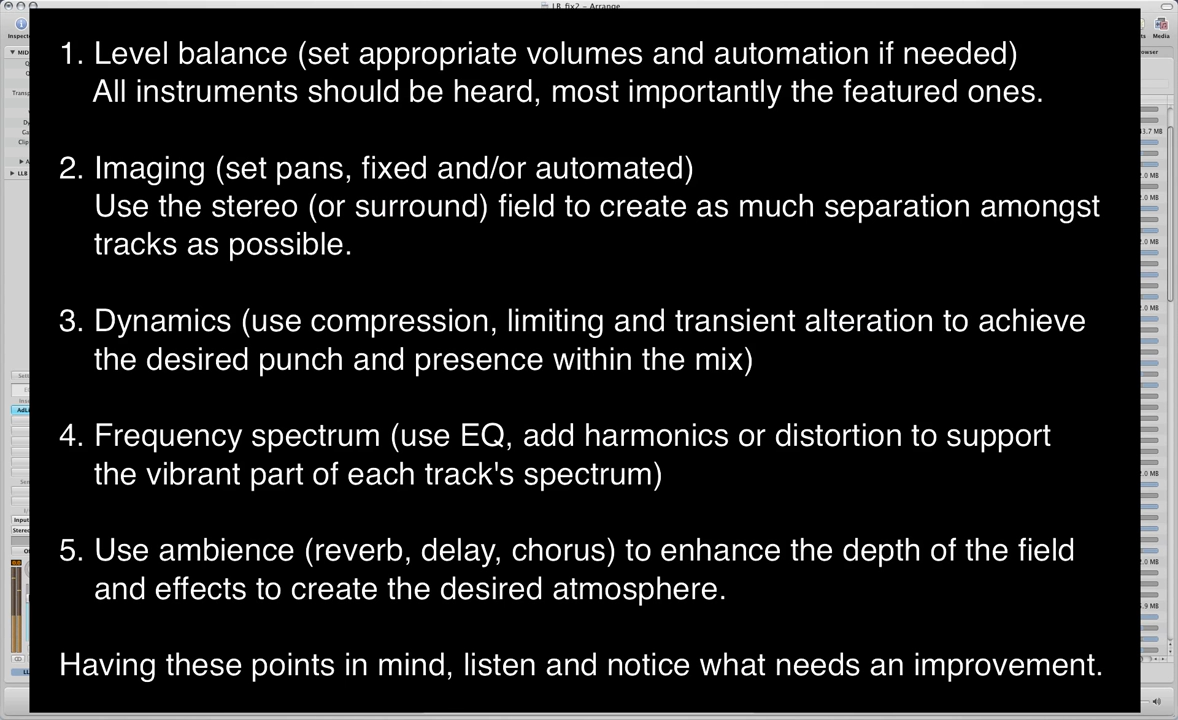 LB_fix2 – Arrange
Inspector
Media
1. Level balance (set appropriate volumes and automation if needed)
All instruments should be heard, most importantly the featured ones.
2. Imaging (set pans, fixed and/or automated)
Use the stereo (or surround) field to create as much separation amongst
tracks as possible.
3. Dynamics (use compression, limiting and transient alteration to achieve
the desired punch and presence within the mix)
4. Frequency spectrum (use EQ, add harmonics or distortion to support
the vibrant part of each track's spectrum)
5. Use ambience (reverb, delay, chorus) to enhance the depth of the field
and effects to create the desired atmosphere.
Having these points in mind, listen and notice what needs an improvement.